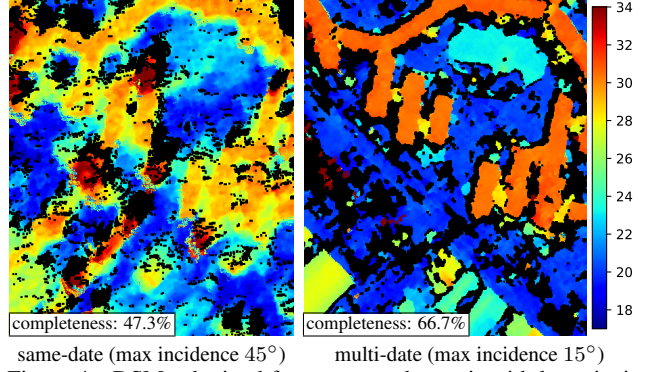 34
32
30
28
26
24
22
20
18
completeness: 47.3%
completeness: 66.7%
same-date (max incidence 45°)
multi-date (max incidence 15°)